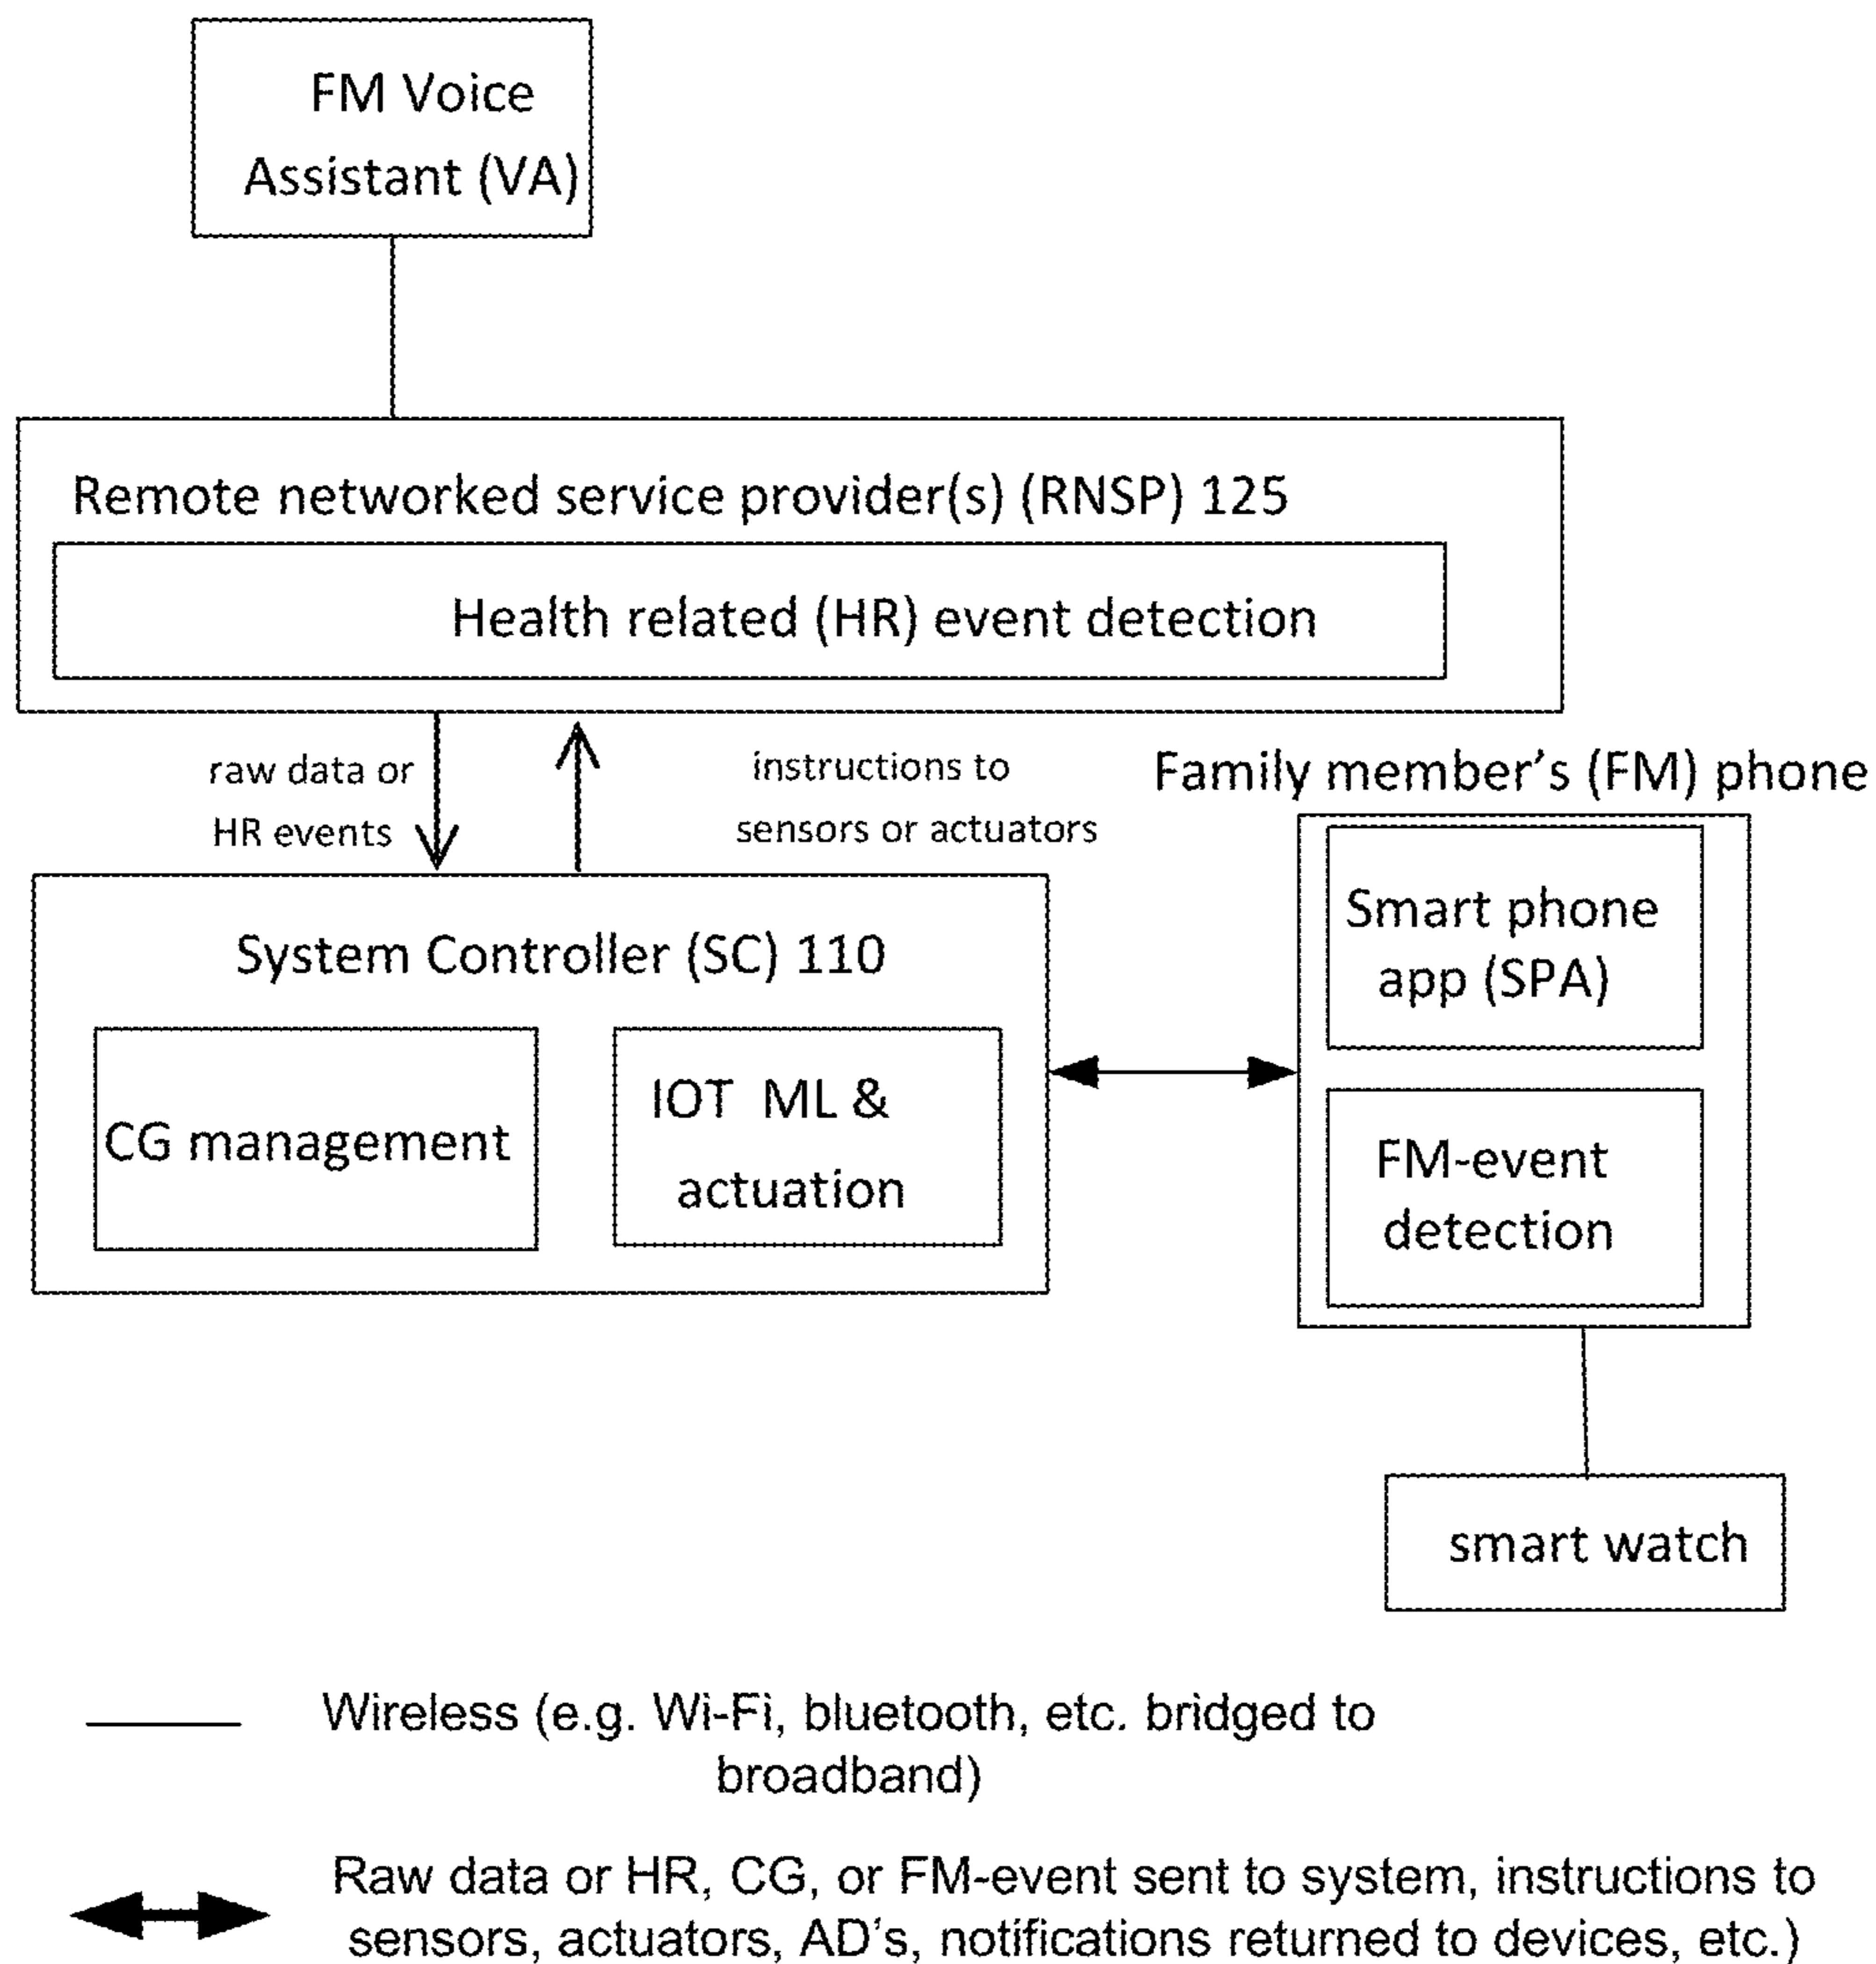 FM Voice
Assistant (VA)
Remote networked service provider(s) (RNSP) 125
Health related (HR) event detection
raw data or
HR events
instructions to
sensors or actuators
Family member's (FM) phone
Smart phone
app (SPA)
FM-event
detection
System Controller (SC) 110
CG management
IOT ML &
actuation
smart watch
Wireless (e.g. Wi-Fi, bluetooth, etc. bridged to
broadband)
Raw data or HR, CG, or FM-event sent to system, instructions to
sensors, actuators, AD's, notifications returned to devices, etc.)